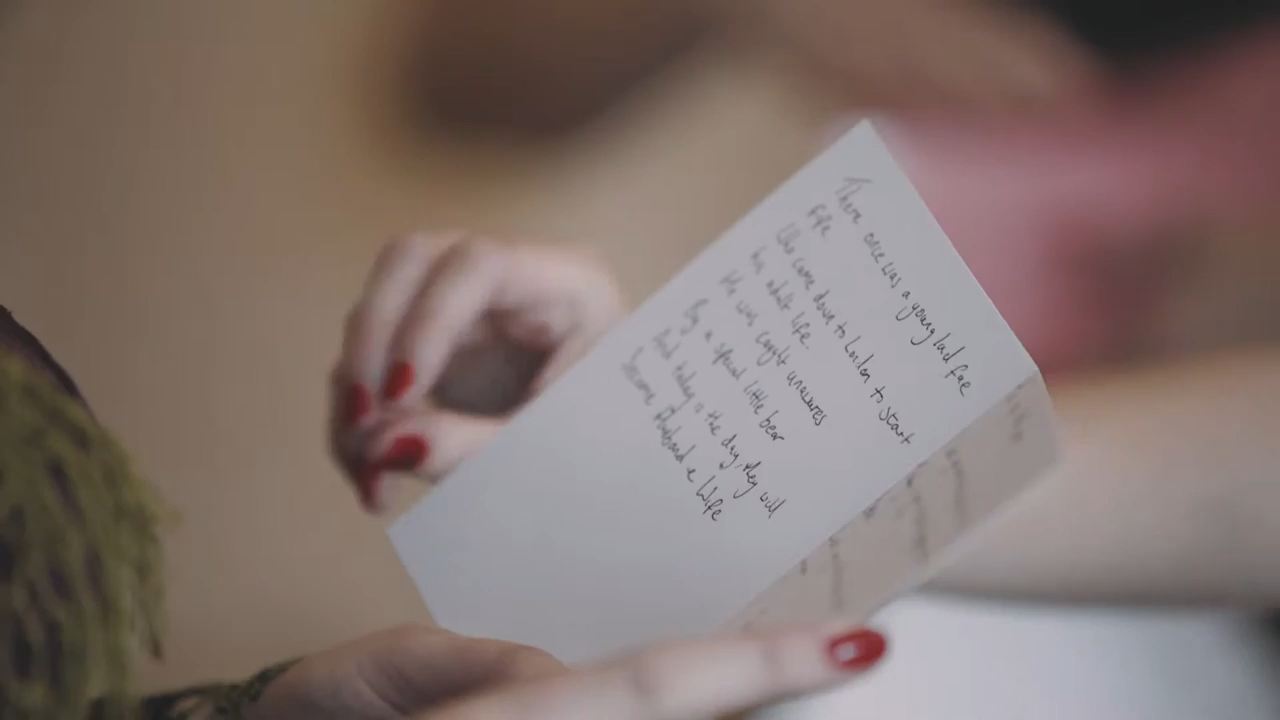 There once was a young lad fae
Fife
Who came down to London to start
his adult life.
He was caught unawares
By a special little bear
And today is the day, they will
become Husband & Wife